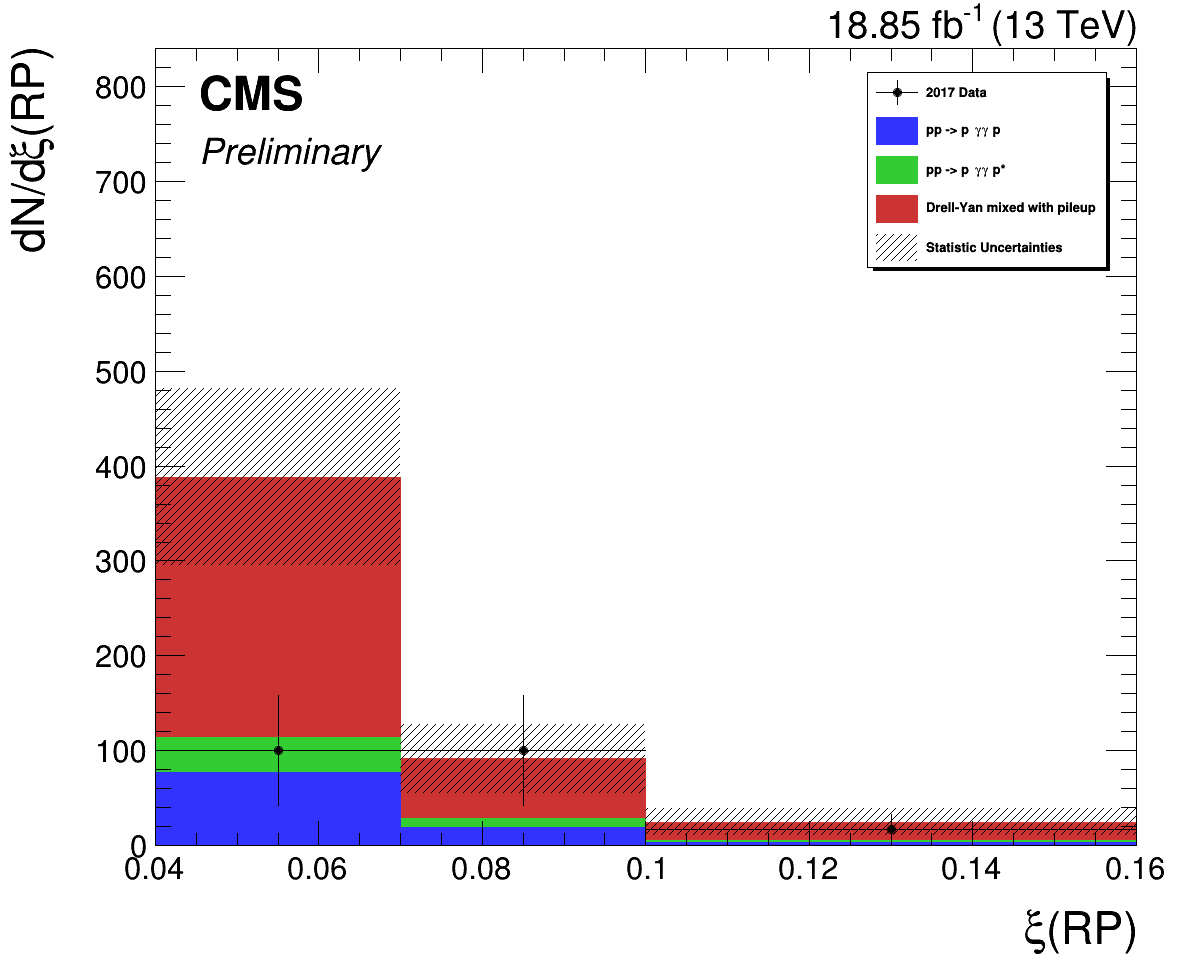 18.85 fb⁻¹ (13 TeV)
dN/dξ(RP)
CMS
Preliminary
2017 Data
pp -> p γγ p
pp -> p γγ p*
Drell-Yan mixed with pileup
Statistic Uncertainties
800
700
600
500
400
300
200
100
0
0.04 0.06 0.08 0.1 0.12 0.14 0.16
ξ(RP)